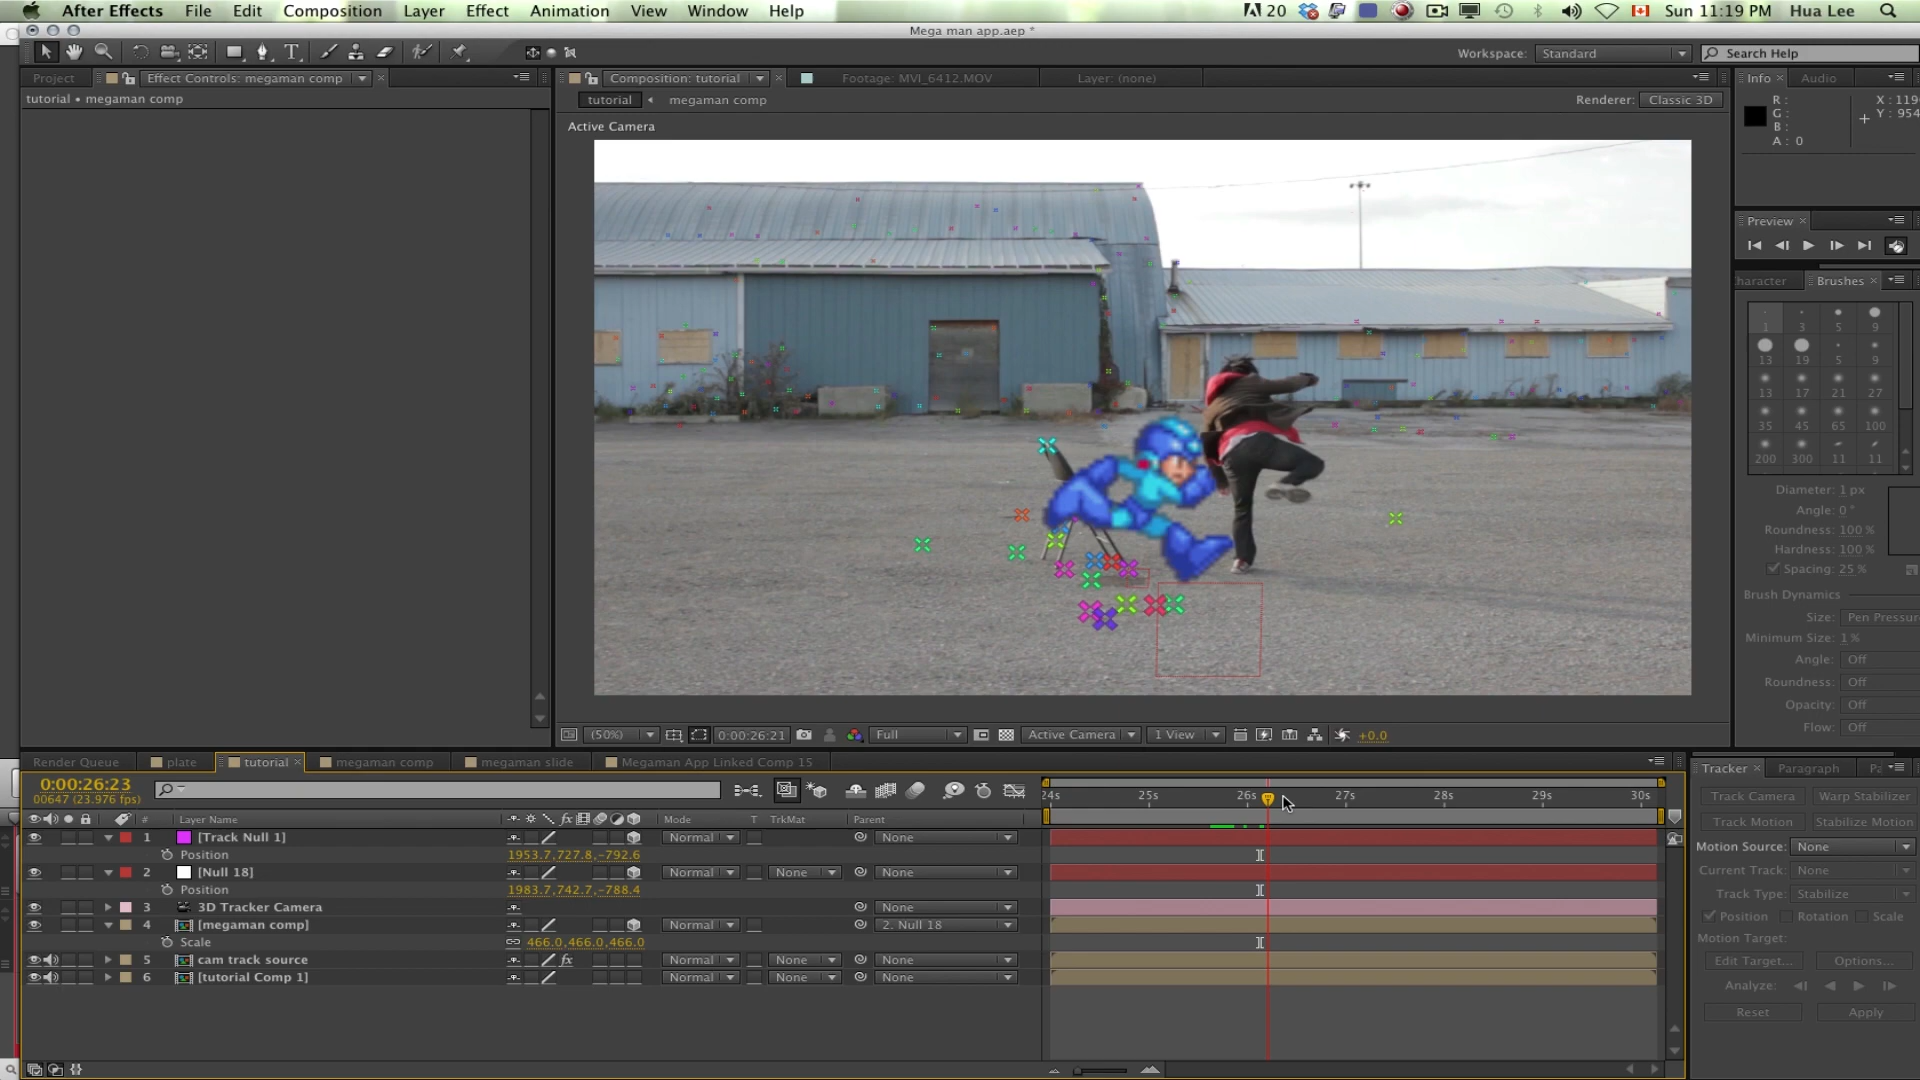 After Effects File Edit Composition Layer Effect Animation View Window Help 20 Sun 11:19 PM Hua Lee
Mega man app.aep *
Workspace: Standard Search Help
Project Effect Controls: megaman comp Composition: tutorial Footage: MVI_6412.MOV Layer: (none) Info Audio
tutorial • megaman comp
tutorial megaman comp Renderer: Classic 3D
R: X: 119
G: Y: 954
B:
A: 0
Active Camera
Preview
haracter Brushes
1 3 5 9
13 19 5 9
13 17 21 27
35 45 65 100
200 300 11 11
Diameter: 1 px
Angle: 0°
Roundness: 100%
Hardness: 100%
Spacing: 25%
Brush Dynamics
Size: Pen Pressure
Minimum Size: 1%
Angle: Off
Roundness: Off
Opacity: Off
Flow: Off
(50%) 0:00:26:21 Full Active Camera 1 View +0.0
Render Queue plate tutorial megaman comp megaman slide Megaman App Linked Comp 15
0:00:26:23
00647 (23.976 fps)
24s 25s 26s 27s 28s 29s 30s
# Layer Name fx Mode T TrkMat Parent
1 [Track Null 1] Normal None
Position 1953.7,727.8,-792.6
2 [Null 18] Normal None None
Position 1983.7,742.7,-788.4
3 3D Tracker Camera None
4 [megaman comp] Normal 2. Null 18
Scale 466.0,466.0,466.0
5 cam track source fx Normal None None
6 [tutorial Comp 1] Normal None None
Tracker Paragraph Pa
Track Camera Warp Stabilizer
Track Motion Stabilize Motion
Motion Source: None
Current Track: None
Track Type: Stabilize
Position Rotation Scale
Motion Target:
Edit Target... Options...
Analyze:
Reset Apply